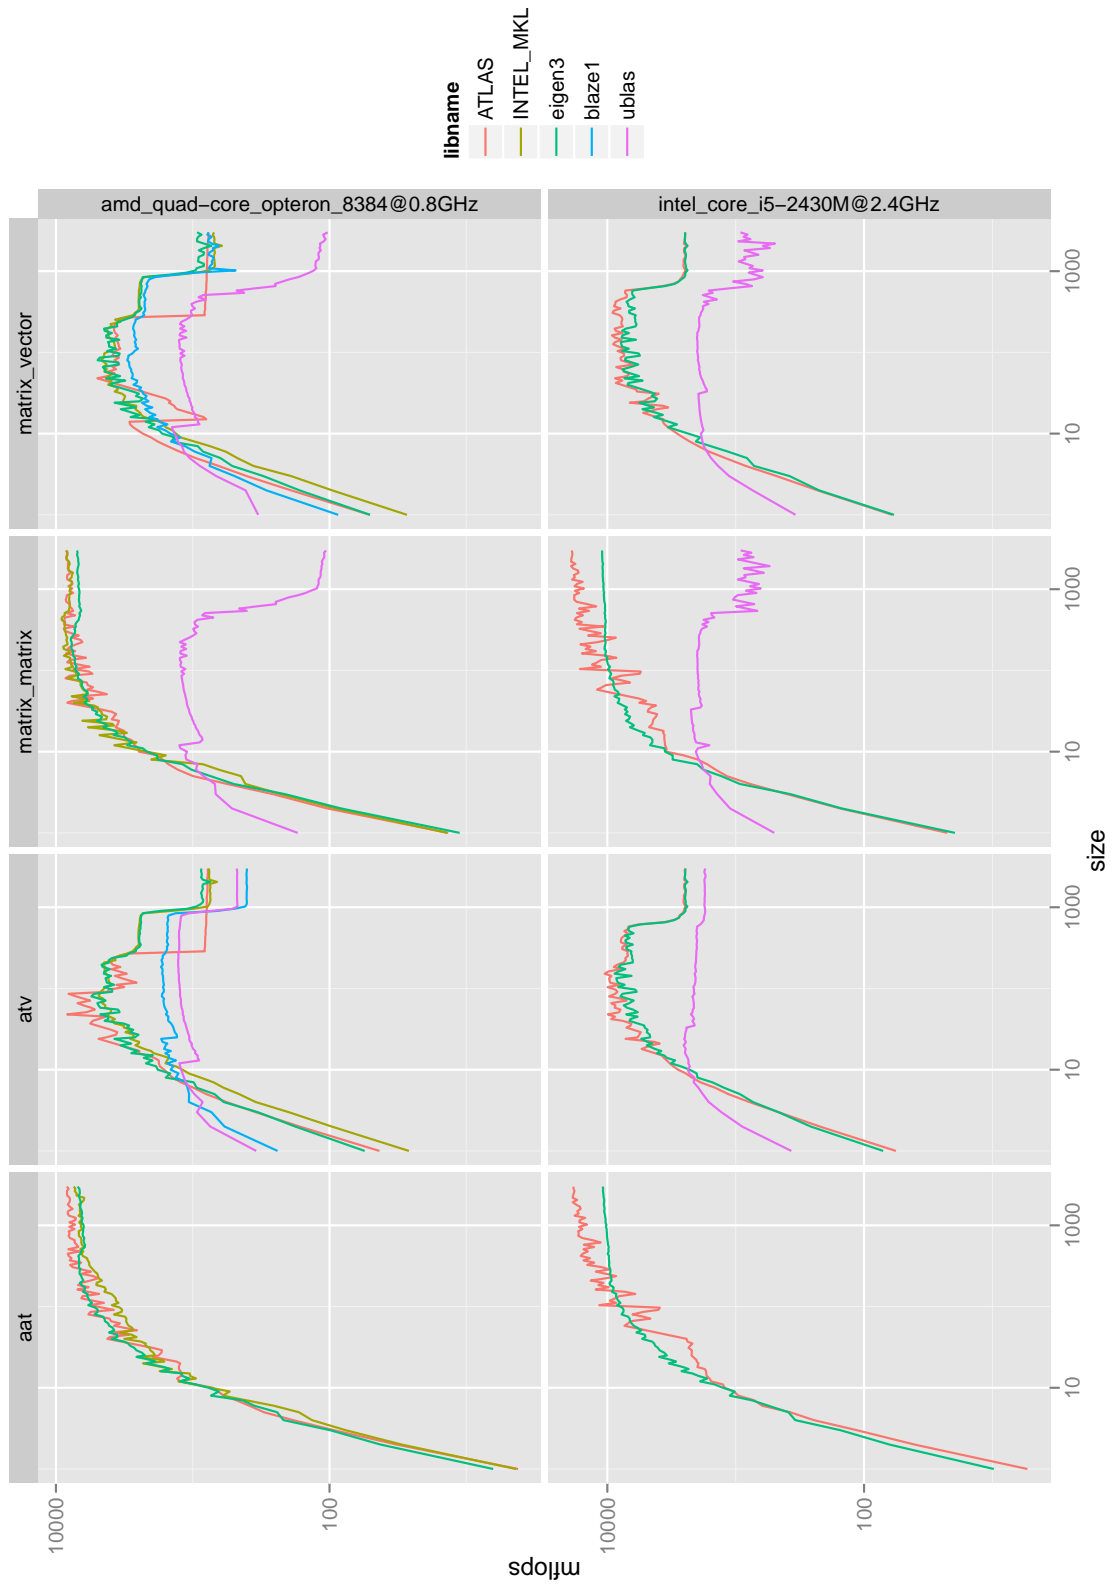 aat
atv
matrix_matrix
matrix_vector
10000
100
amd_quad−core_opteron_8384@0.8GHz
10000
100
intel_core_i5−2430M@2.4GHz
10
1000
10
1000
10
1000
10
1000
size
mflops
libname
ATLAS
INTEL_MKL
eigen3
blaze1
ublas